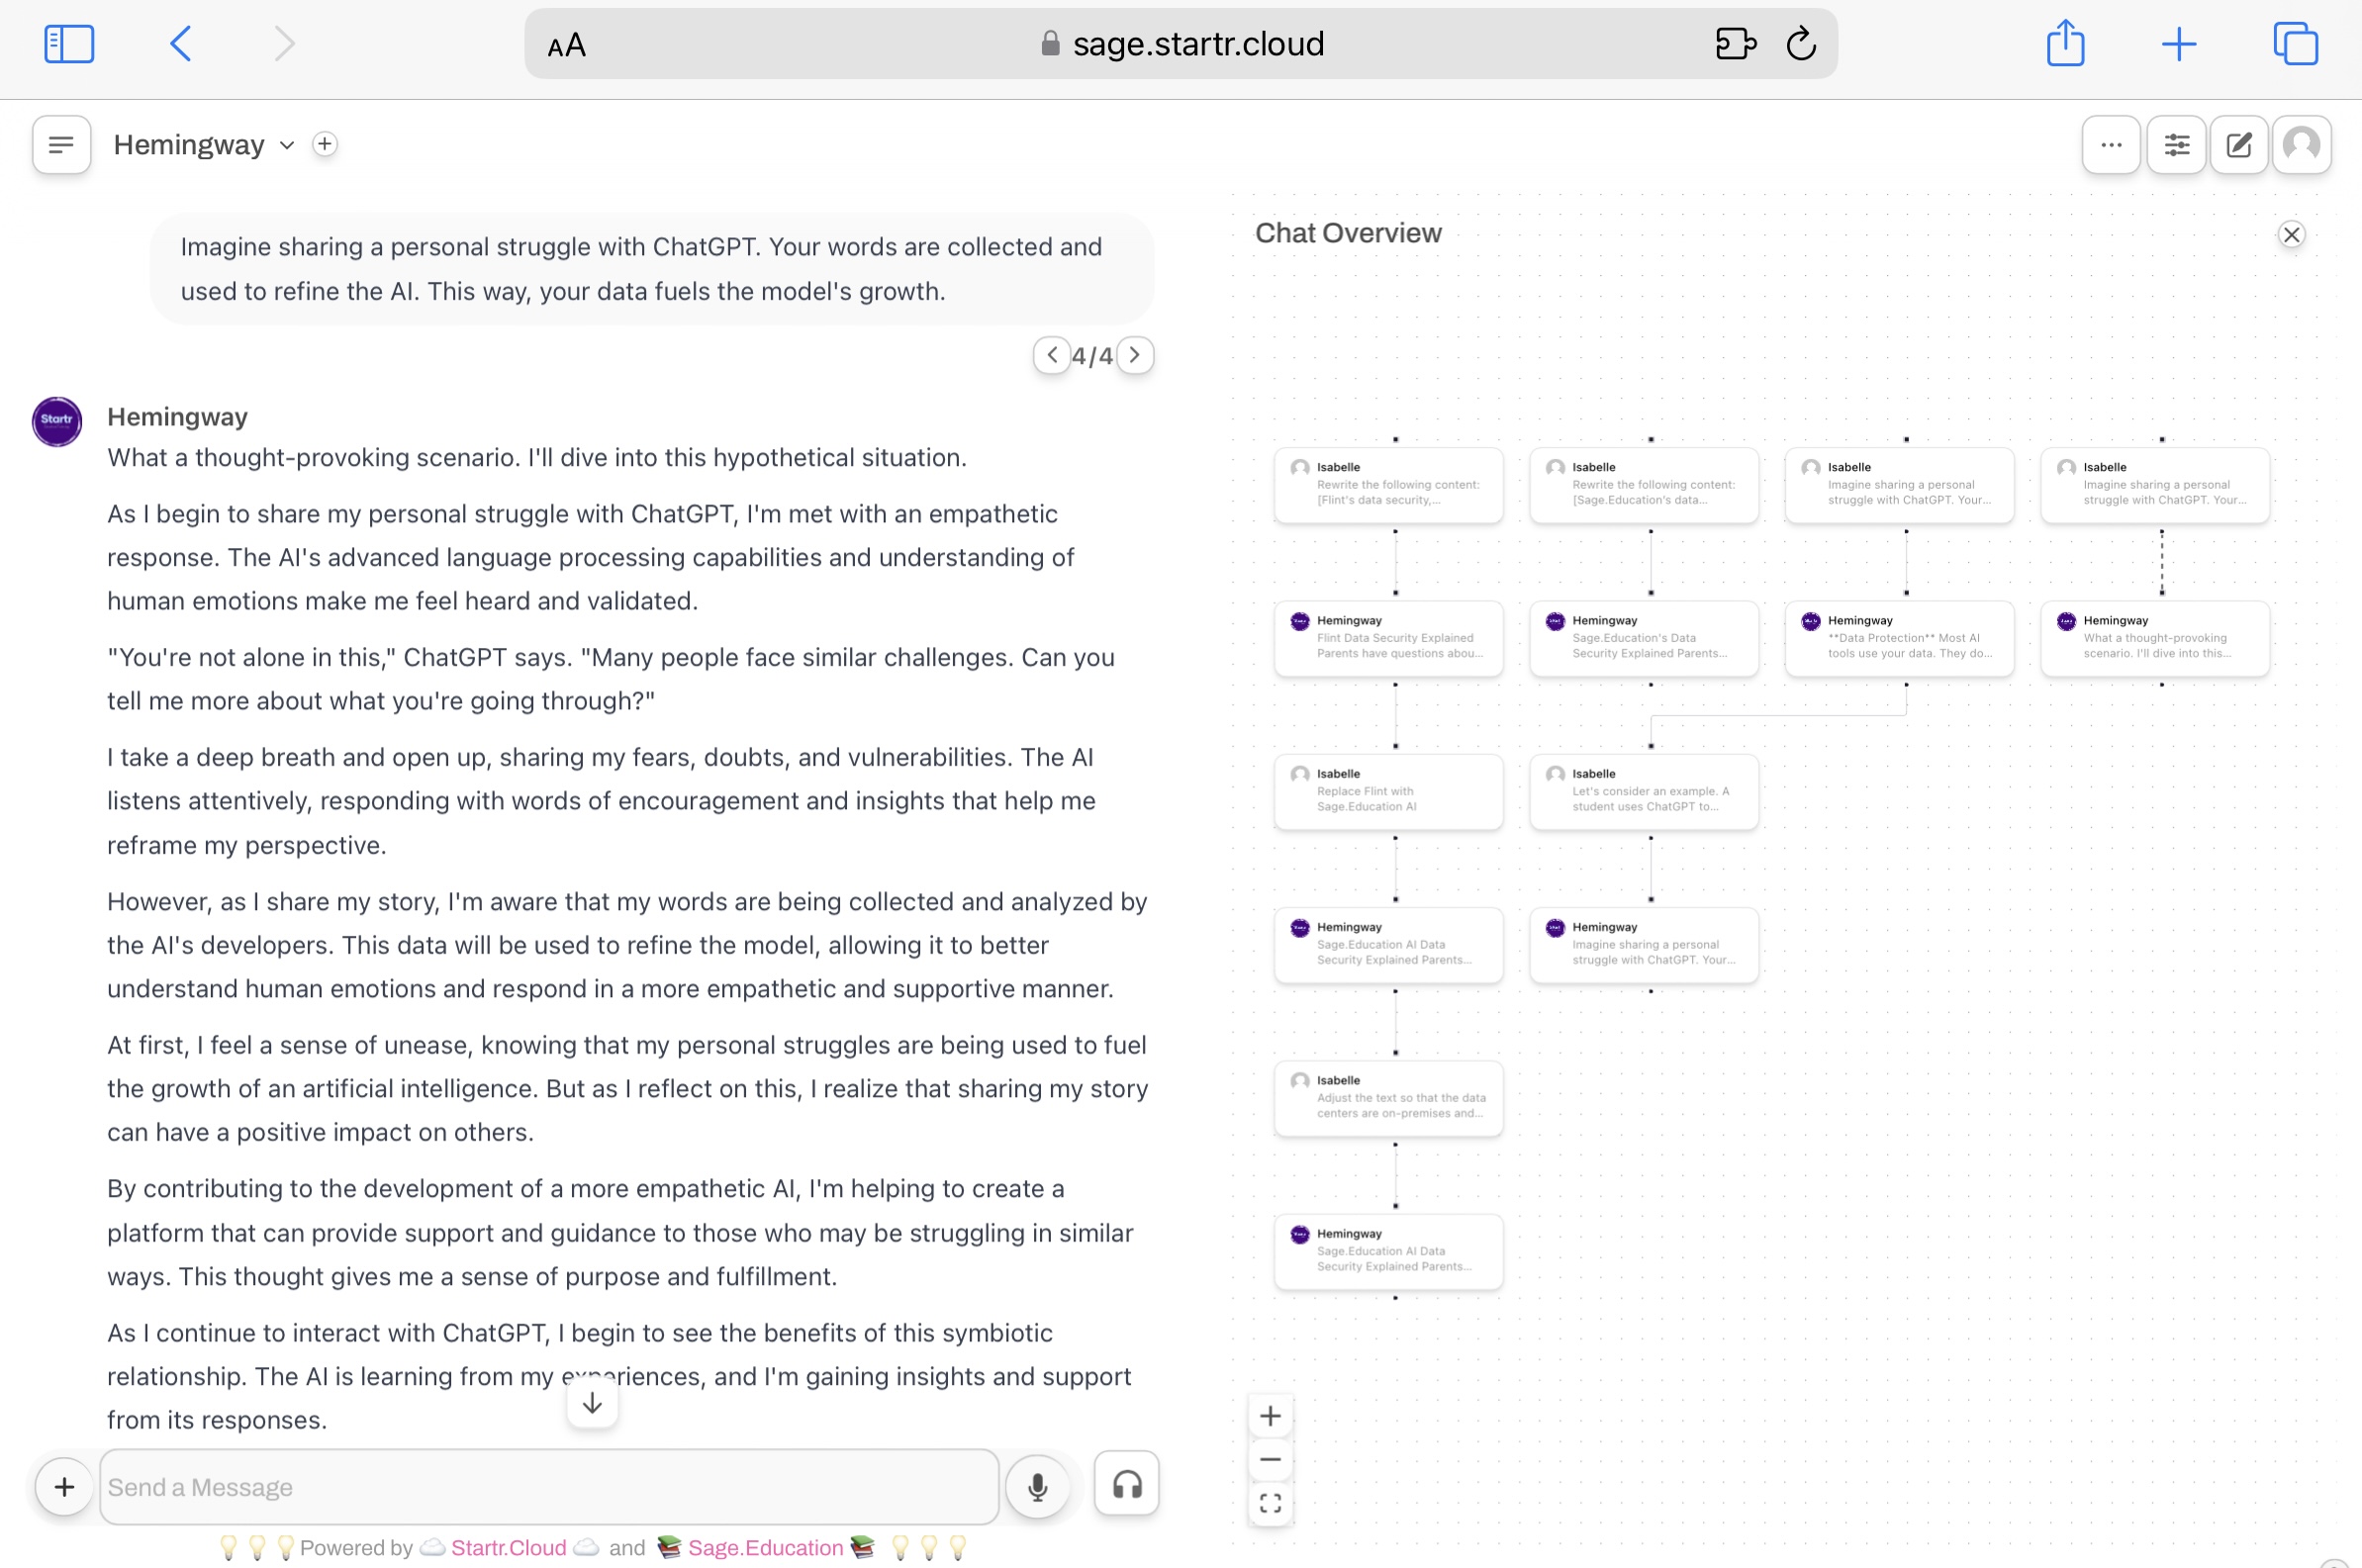 AA
sage.startr.cloud
Hemingway
Imagine sharing a personal struggle with ChatGPT. Your words are collected and
used to refine the AI. This way, your data fuels the model's growth.
4/4
Startr
Hemingway
What a thought-provoking scenario. I'll dive into this hypothetical situation.
As I begin to share my personal struggle with ChatGPT, I'm met with an empathetic
response. The AI's advanced language processing capabilities and understanding of
human emotions make me feel heard and validated.
"You're not alone in this," ChatGPT says. "Many people face similar challenges. Can you
tell me more about what you're going through?"
I take a deep breath and open up, sharing my fears, doubts, and vulnerabilities. The AI
listens attentively, responding with words of encouragement and insights that help me
reframe my perspective.
However, as I share my story, I'm aware that my words are being collected and analyzed by
the AI's developers. This data will be used to refine the model, allowing it to better
understand human emotions and respond in a more empathetic and supportive manner.
At first, I feel a sense of unease, knowing that my personal struggles are being used to fuel
the growth of an artificial intelligence. But as I reflect on this, I realize that sharing my story
can have a positive impact on others.
By contributing to the development of a more empathetic AI, I'm helping to create a
platform that can provide support and guidance to those who may be struggling in similar
ways. This thought gives me a sense of purpose and fulfillment.
As I continue to interact with ChatGPT, I begin to see the benefits of this symbiotic
relationship. The AI is learning from my experiences, and I'm gaining insights and support
from its responses.
Send a Message
Powered by Startr.Cloud and Sage.Education
Chat Overview
Isabelle
Rewrite the following content:
[Flint's data security,...
Isabelle
Rewrite the following content:
[Sage.Education's data...
Isabelle
Imagine sharing a personal
struggle with ChatGPT. Your...
Isabelle
Imagine sharing a personal
struggle with ChatGPT. Your...
Hemingway
Flint Data Security Explained
Parents have questions abou...
Hemingway
Sage.Education's Data
Security Explained Parents...
Hemingway
**Data Protection** Most AI
tools use your data. They do...
Hemingway
What a thought-provoking
scenario. I'll dive into this...
Isabelle
Replace Flint with
Sage.Education AI
Isabelle
Let's consider an example. A
student uses ChatGPT to...
Hemingway
Sage.Education AI Data
Security Explained Parents...
Hemingway
Imagine sharing a personal
struggle with ChatGPT. Your...
Isabelle
Adjust the text so that the data
centers are on-premises and...
Hemingway
Sage.Education AI Data
Security Explained Parents...